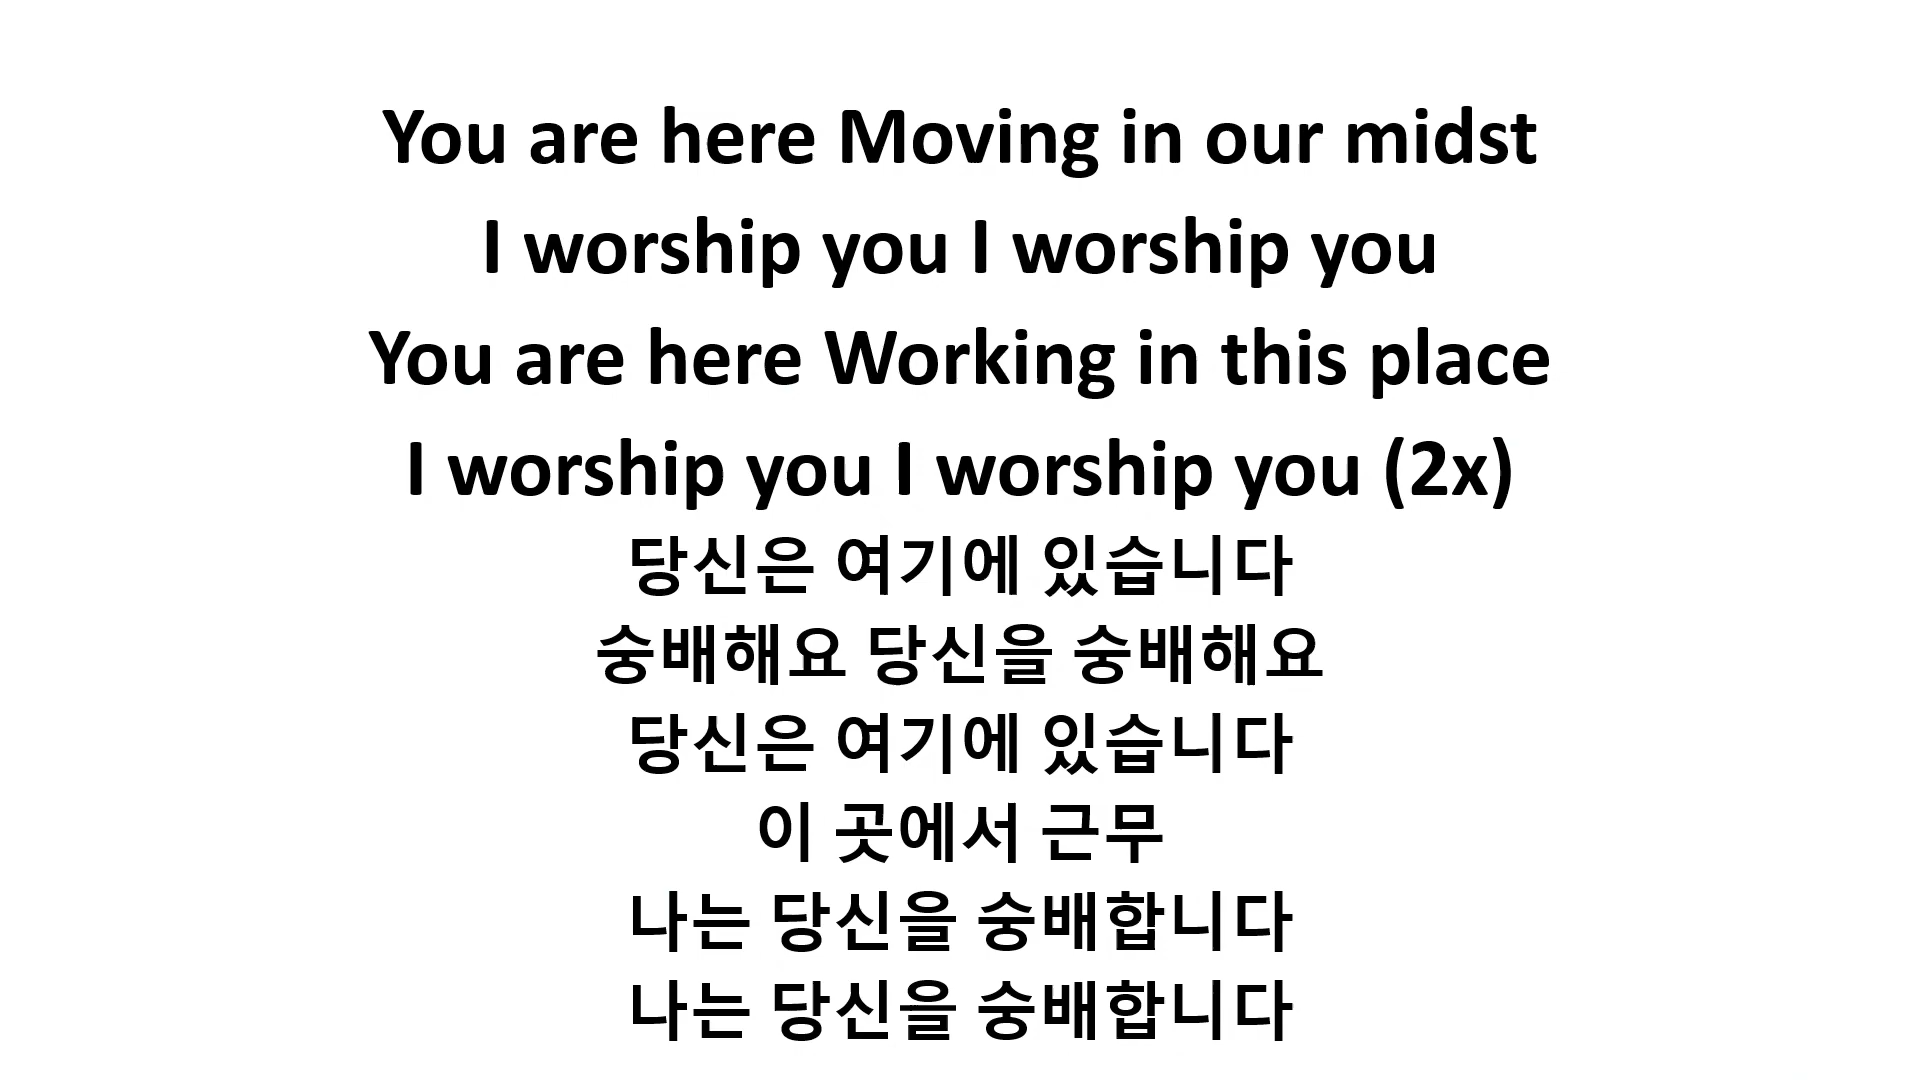 You are here Moving in our midst
I worship you I worship you
You are here Working in this place
I worship you I worship you (2x)
당신은 여기에 있습니다
숭배해요 당신을 숭배해요
당신은 여기에 있습니다
이 곳에서 근무
나는 당신을 숭배합니다
나는 당신을 숭배합니다